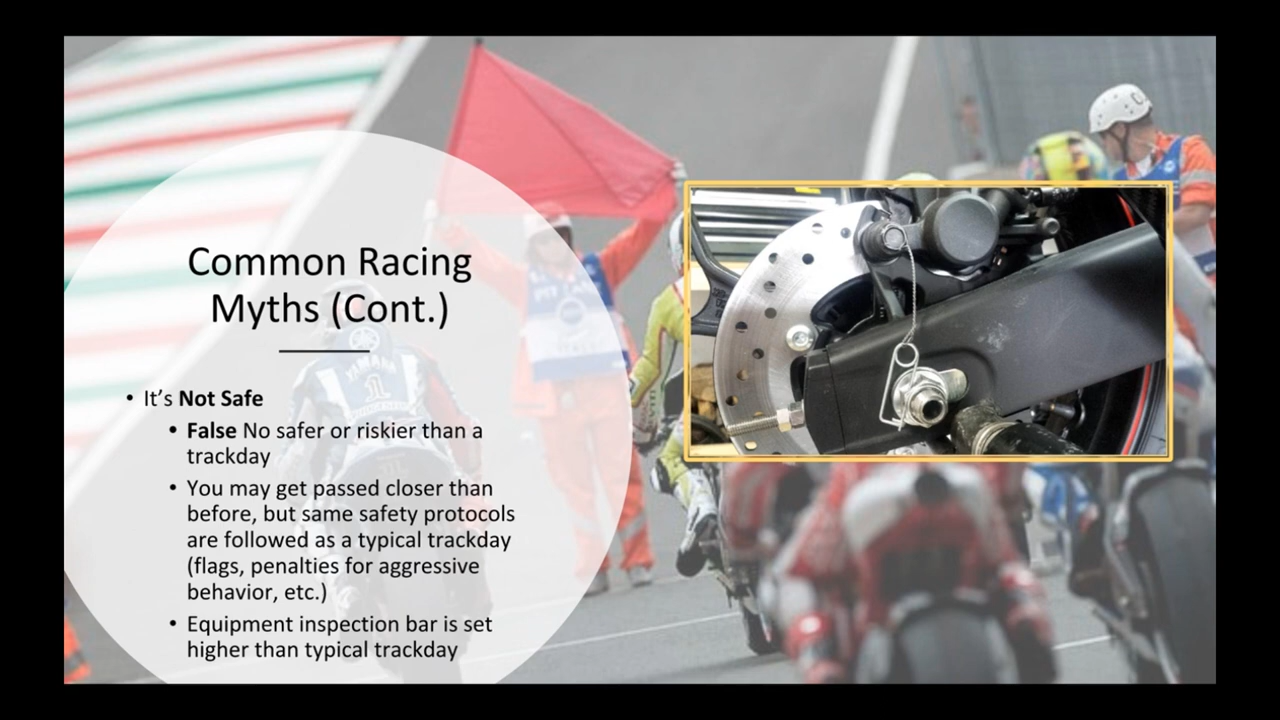 Common Racing
Myths (Cont.)
• It's Not Safe
• False No safer or riskier than a
trackday
• You may get passed closer than
before, but same safety protocols
are followed as a typical trackday
(flags, penalties for aggressive
behavior, etc.)
• Equipment inspection bar is set
higher than typical trackday
YAMAHA
1